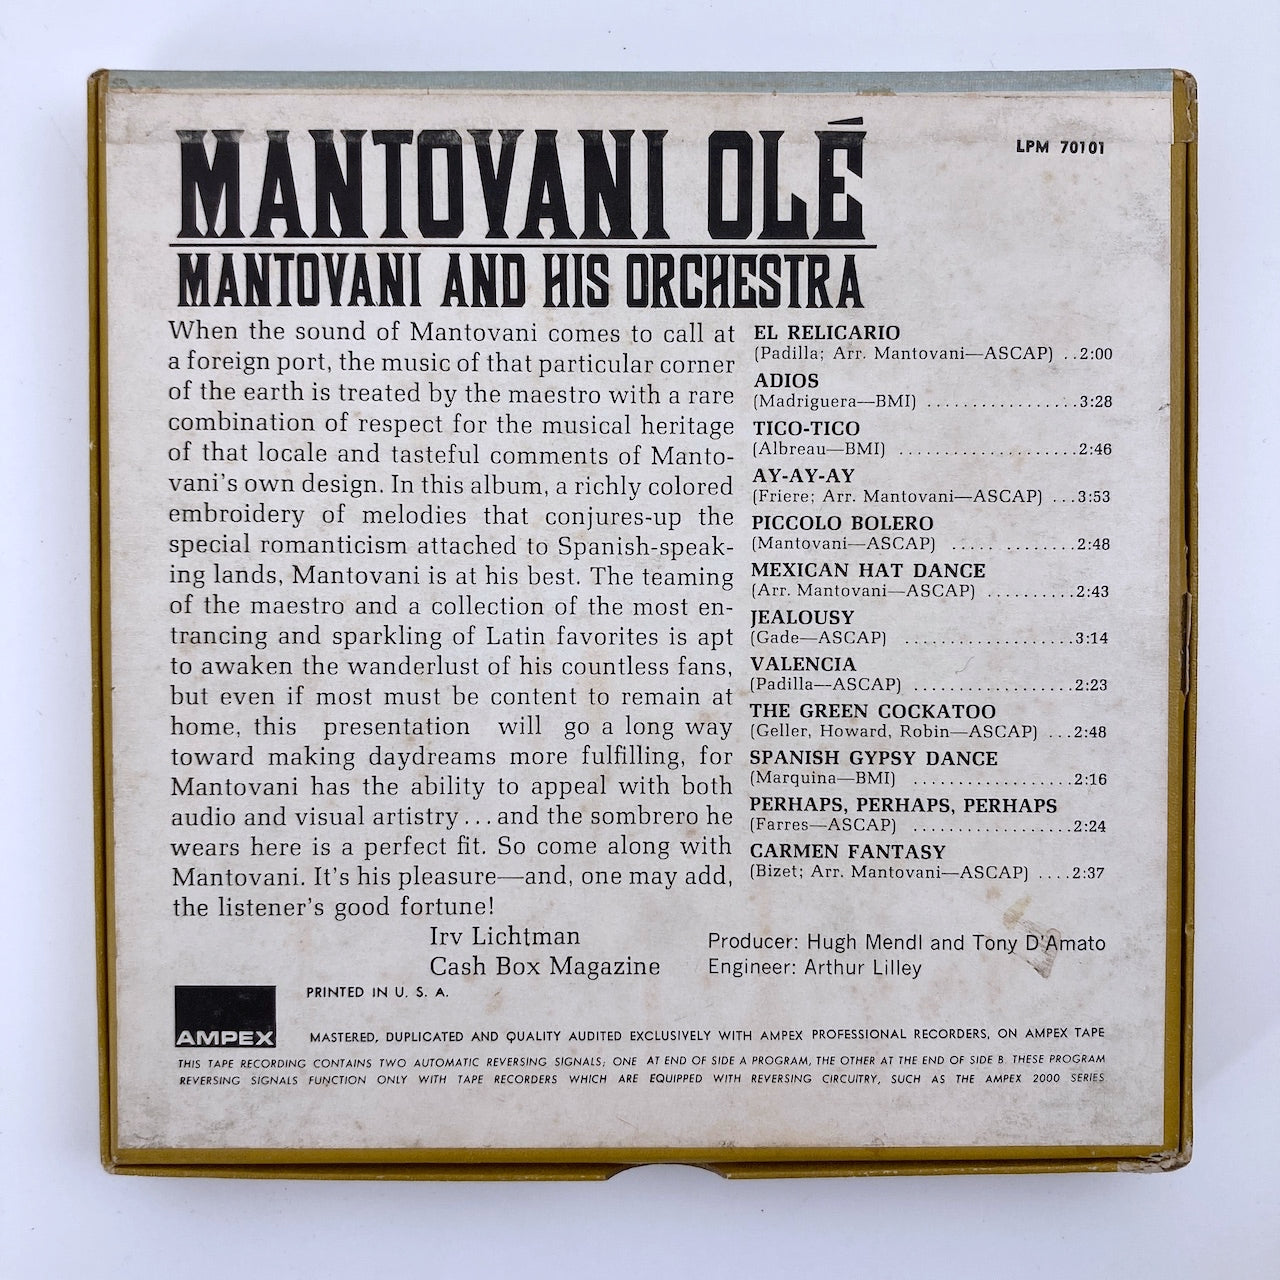 MANTOVANI OLÉ
LPM 70101
MANTOVANI AND HIS ORCHESTRA
When the sound of Mantovani comes to call at
a foreign port, the music of that particular corner
of the earth is treated by the maestro with a rare
combination of respect for the musical heritage
of that locale and tasteful comments of Manto-
vani's own design. In this album, a richly colored
embroidery of melodies that conjures-up the
special romanticism attached to Spanish-speak-
ing lands, Mantovani is at his best. The teaming
of the maestro and a collection of the most en-
trancing and sparkling of Latin favorites is apt
to awaken the wanderlust of his countless fans,
but even if most must be content to remain at
home, this presentation will go a long way
toward making daydreams more fulfilling, for
Mantovani has the ability to appeal with both
audio and visual artistry...and the sombrero he
wears here is a perfect fit. So come along with
Mantovani. It's his pleasure—and, one may add,
the listener's good fortune!
Irv Lichtman
Cash Box Magazine
EL RELICARIO
(Padilla; Arr. Mantovani—ASCAP) ..2:00
ADIOS
(Madriguera—BMI) .................3:28
TICO-TICO
(Albreau—BMI) ....................2:46
AY-AY-AY
(Friere; Arr. Mantovani—ASCAP) ...3:53
PICCOLO BOLERO
(Mantovani—ASCAP) ..... ........2:48
MEXICAN HAT DANCE
(Arr. Mantovani—ASCAP) ..........2:43
JEALOUSY
(Gade—ASCAP) ...................3:14
VALENCIA
(Padilla—ASCAP) ..................2:23
THE GREEN COCKATOO
(Geller, Howard, Robin—ASCAP) ...2:48
SPANISH GYPSY DANCE
(Marquina—BMI) ..................2:16
PERHAPS, PERHAPS, PERHAPS
(Farres—ASCAP) ..................2:24
CARMEN FANTASY
(Bizet; Arr. Mantovani—ASCAP) ....2:37
Producer: Hugh Mendl and Tony D'Amato
Engineer: Arthur Lilley
PRINTED IN U. S. A.
AMPEX
MASTERED, DUPLICATED AND QUALITY AUDITED EXCLUSIVELY WITH AMPEX PROFESSIONAL RECORDERS, ON AMPEX TAPE
THIS TAPE RECORDING CONTAINS TWO AUTOMATIC REVERSING SIGNALS; ONE AT END OF SIDE A PROGRAM, THE OTHER AT THE END OF SIDE B. THESE PROGRAM
REVERSING SIGNALS FUNCTION ONLY WITH TAPE RECORDERS WHICH ARE EQUIPPED WITH REVERSING CIRCUITRY, SUCH AS THE AMPEX 2000 SERIES